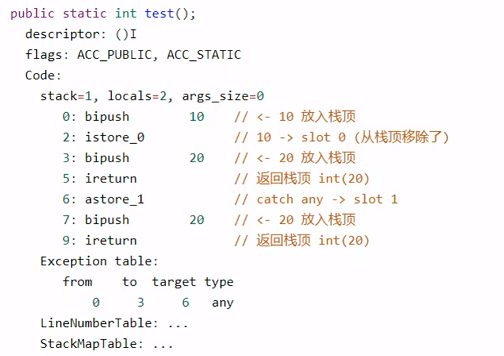 public static int test();
descriptor: ()I
flags: ACC_PUBLIC, ACC_STATIC
Code:
stack=1, locals=2, args_size=0
0: bipush 10 // <- 10 放入栈顶
2: istore_0 // 10 -> slot 0 (从栈顶移除了)
3: bipush 20 // <- 20 放入栈顶
5: ireturn // 返回栈顶 int(20)
6: astore_1 // catch any -> slot 1
7: bipush 20 // <- 20 放入栈顶
9: ireturn // 返回栈顶 int(20)
Exception table:
from to target type
0 3 6 any
LineNumberTable: ...
StackMapTable: ...